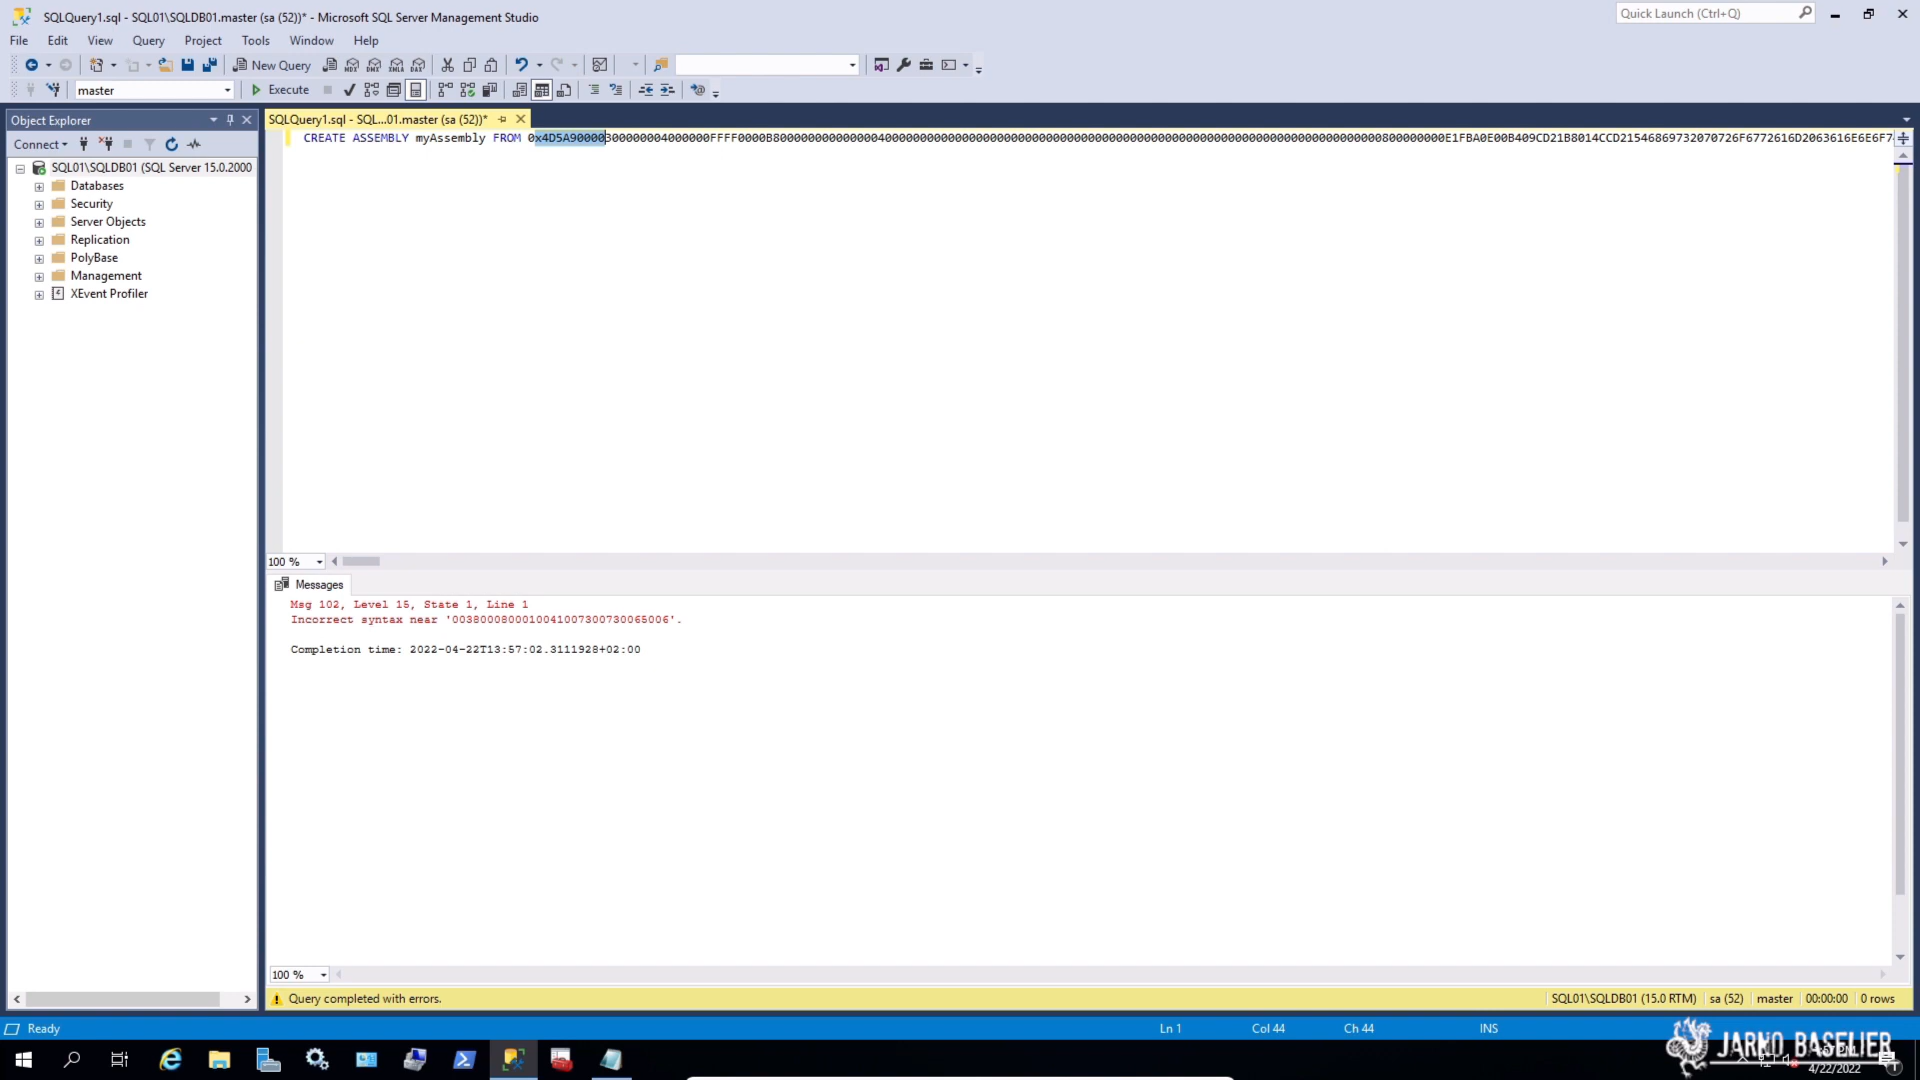 SQLQuery1.sql - SQL01\SQLDB01.master (sa (52))* - Microsoft SQL Server Management Studio
Quick Launch (Ctrl+Q)
File Edit View Query Project Tools Window Help
New Query
master
Execute
Object Explorer
Connect
SQL01\SQLDB01 (SQL Server 15.0.2000
Databases
Security
Server Objects
Replication
PolyBase
Management
XEvent Profiler
SQLQuery1.sql - SQL...01.master (sa (52))*
CREATE ASSEMBLY myAssembly FROM
100 %
Messages
Msg 102, Level 15, State 1, Line 1
Incorrect syntax near '0038000800010041007300730065006'.
Completion time: 2022-04-22T13:57:02.3111928+02:00
100 %
Query completed with errors.
SQL01\SQLDB01 (15.0 RTM) sa (52) master 00:00:00 0 rows
Ready
Ln 1 Col 44 Ch 44 INS
JARNO BASELIER
4/22/2022
1